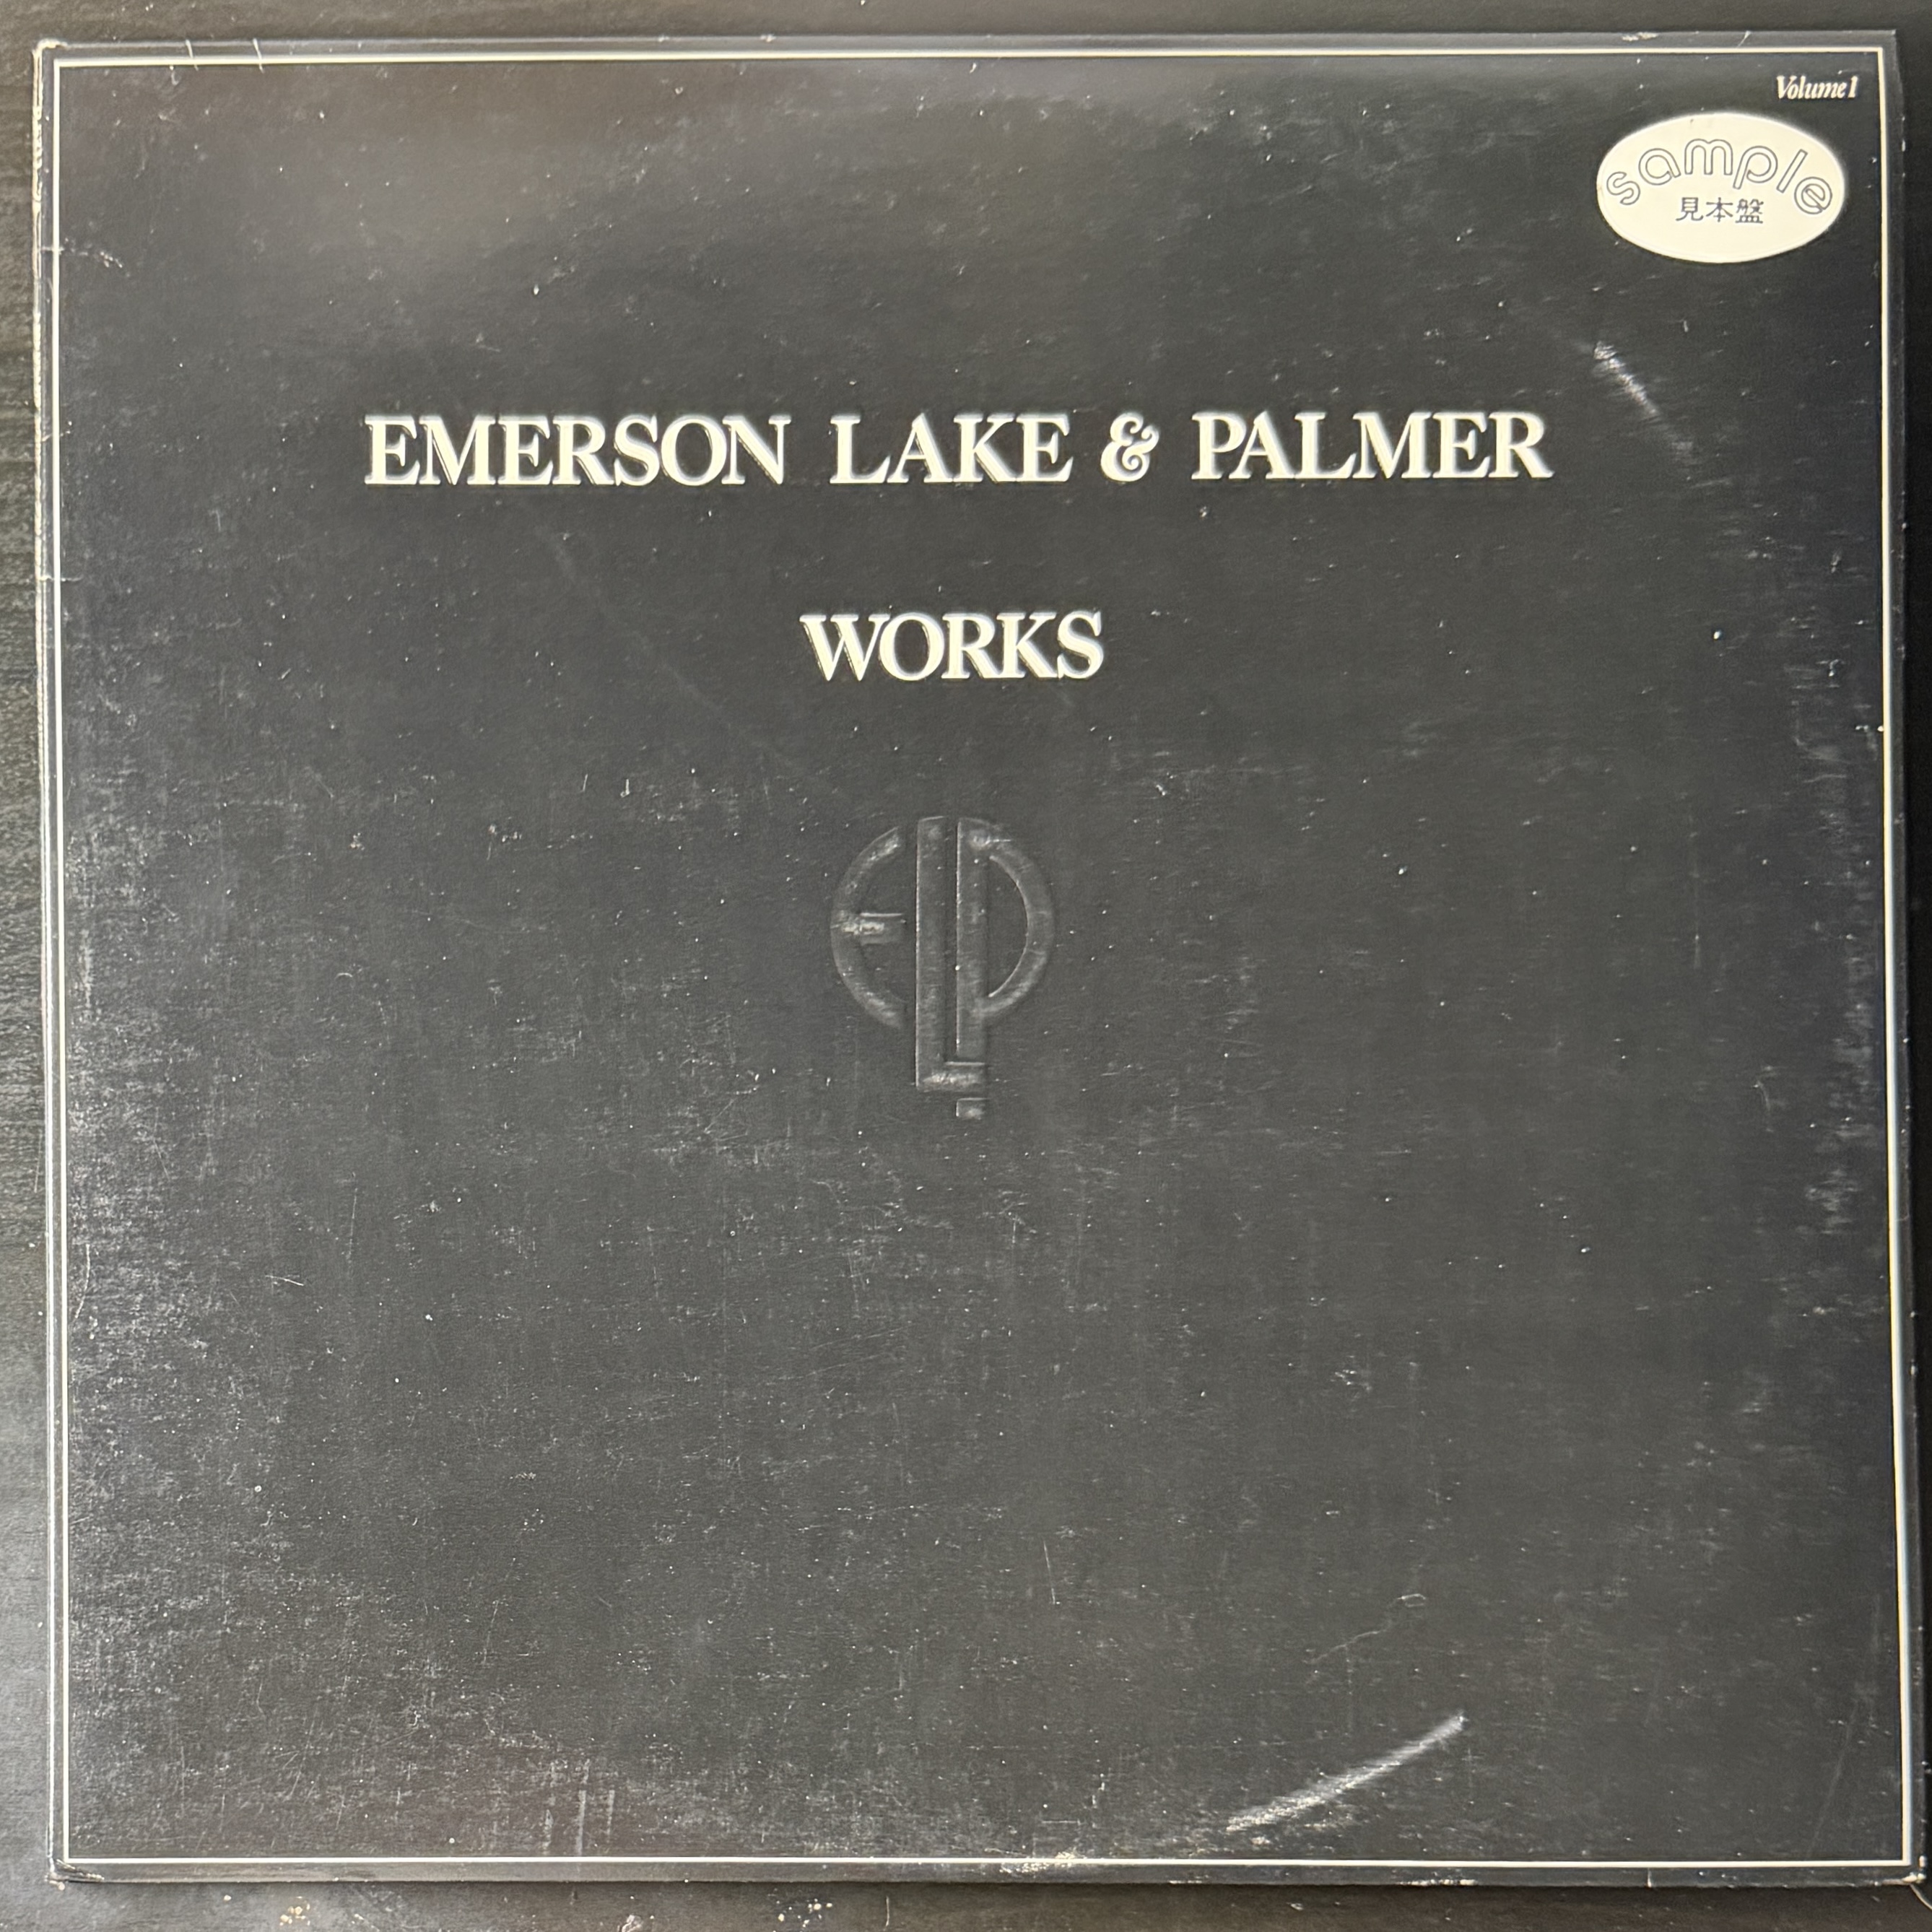 Volume 1
sample
見本盤
EMERSON LAKE & PALMER
WORKS
ELP